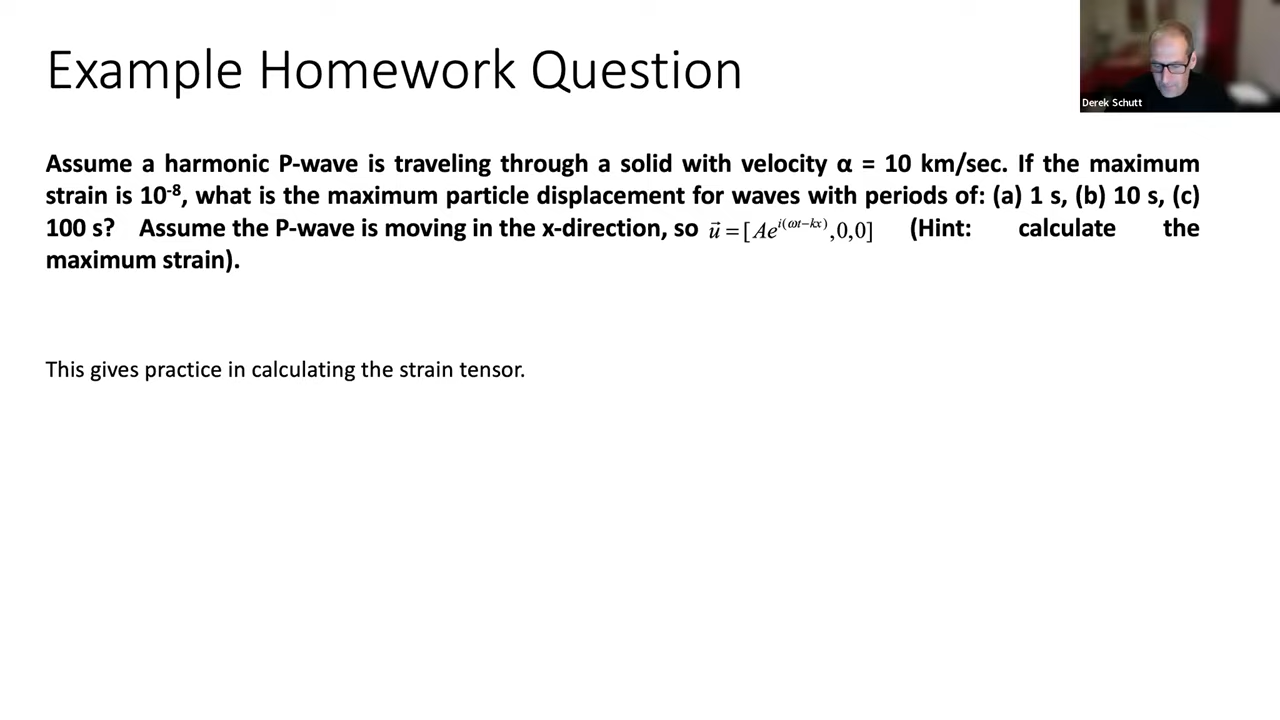 Example Homework Question
Derek Schutt
Assume a harmonic P-wave is traveling through a solid with velocity α = 10 km/sec. If the maximum
strain is 10⁻⁸, what is the maximum particle displacement for waves with periods of: (a) 1 s, (b) 10 s, (c)
100 s? Assume the P-wave is moving in the x-direction, so $\vec{u} = [Ae^{i(\omega t-kx)},0,0]$ (Hint: calculate the
maximum strain).
This gives practice in calculating the strain tensor.